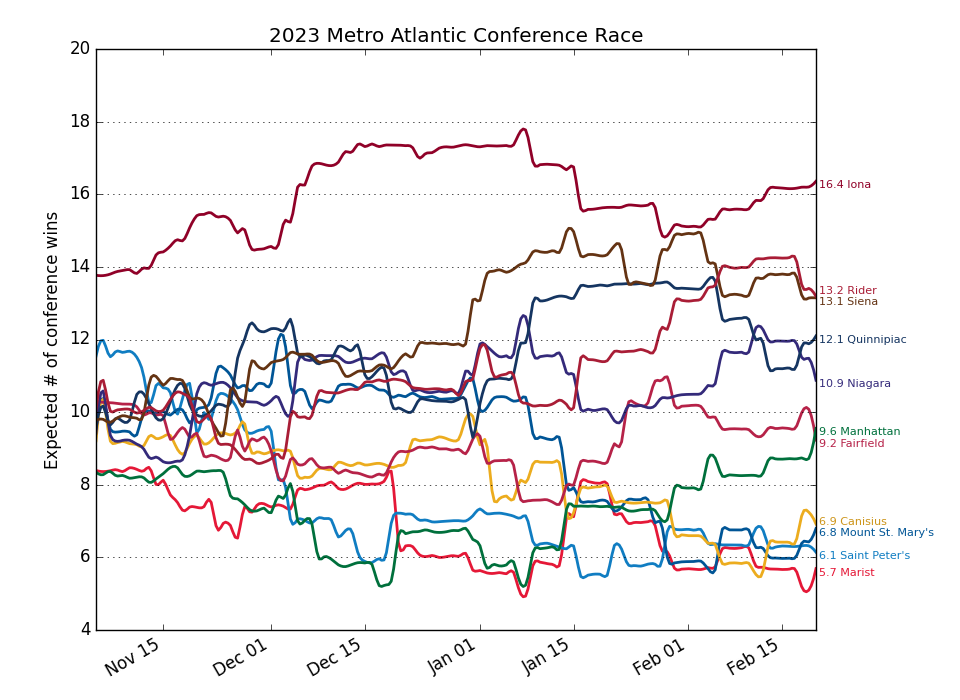 2023 Metro Atlantic Conference Race
Expected # of conference wins
20
18
16
14
12
10
8
6
4
16.4 Iona
13.2 Rider
13.1 Siena
12.1 Quinnipiac
10.9 Niagara
9.6 Manhattan
9.2 Fairfield
6.9 Canisius
6.8 Mount St. Mary's
6.1 Saint Peter's
5.7 Marist
Nov 15
Dec 01
Dec 15
Jan 01
Jan 15
Feb 01
Feb 15